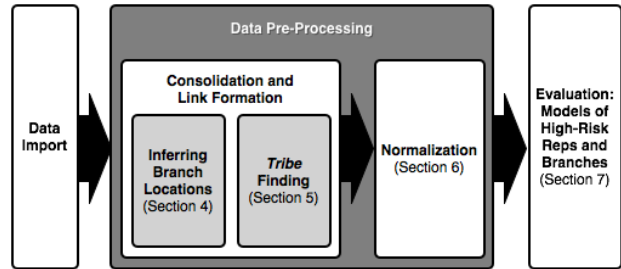 Data Pre-Processing
Data
Import
Consolidation and
Link Formation
Inferring
Branch
Locations
(Section 4)
Tribe
Finding
(Section 5)
Normalization
(Section 6)
Evaluation:
Models of
High-Risk
Reps and
Branches
(Section 7)